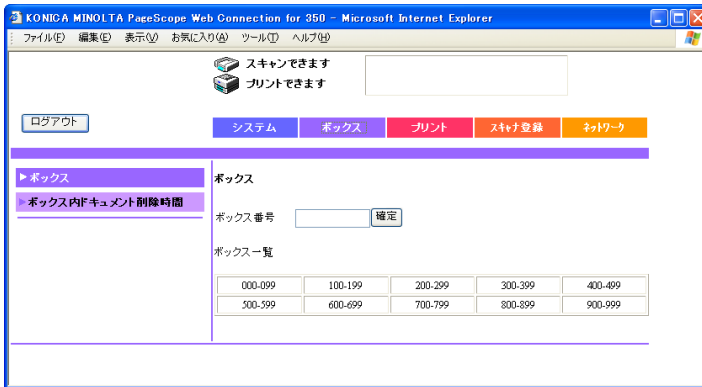 KONICA MINOLTA PageScope Web Connection for 350 - Microsoft Internet Explorer
ファイル(F) 編集(E) 表示(V) お気に入り(A) ツール(T) ヘルプ(H)
スキャンできます
プリントできます
ログアウト
システム ボックス プリント スキャナ登録 ネットワーク
ボックス
ボックス内ドキュメント削除時間
ボックス
ボックス番号 確定
ボックス一覧
000-099 100-199 200-299 300-399 400-499
500-599 600-699 700-799 800-899 900-999